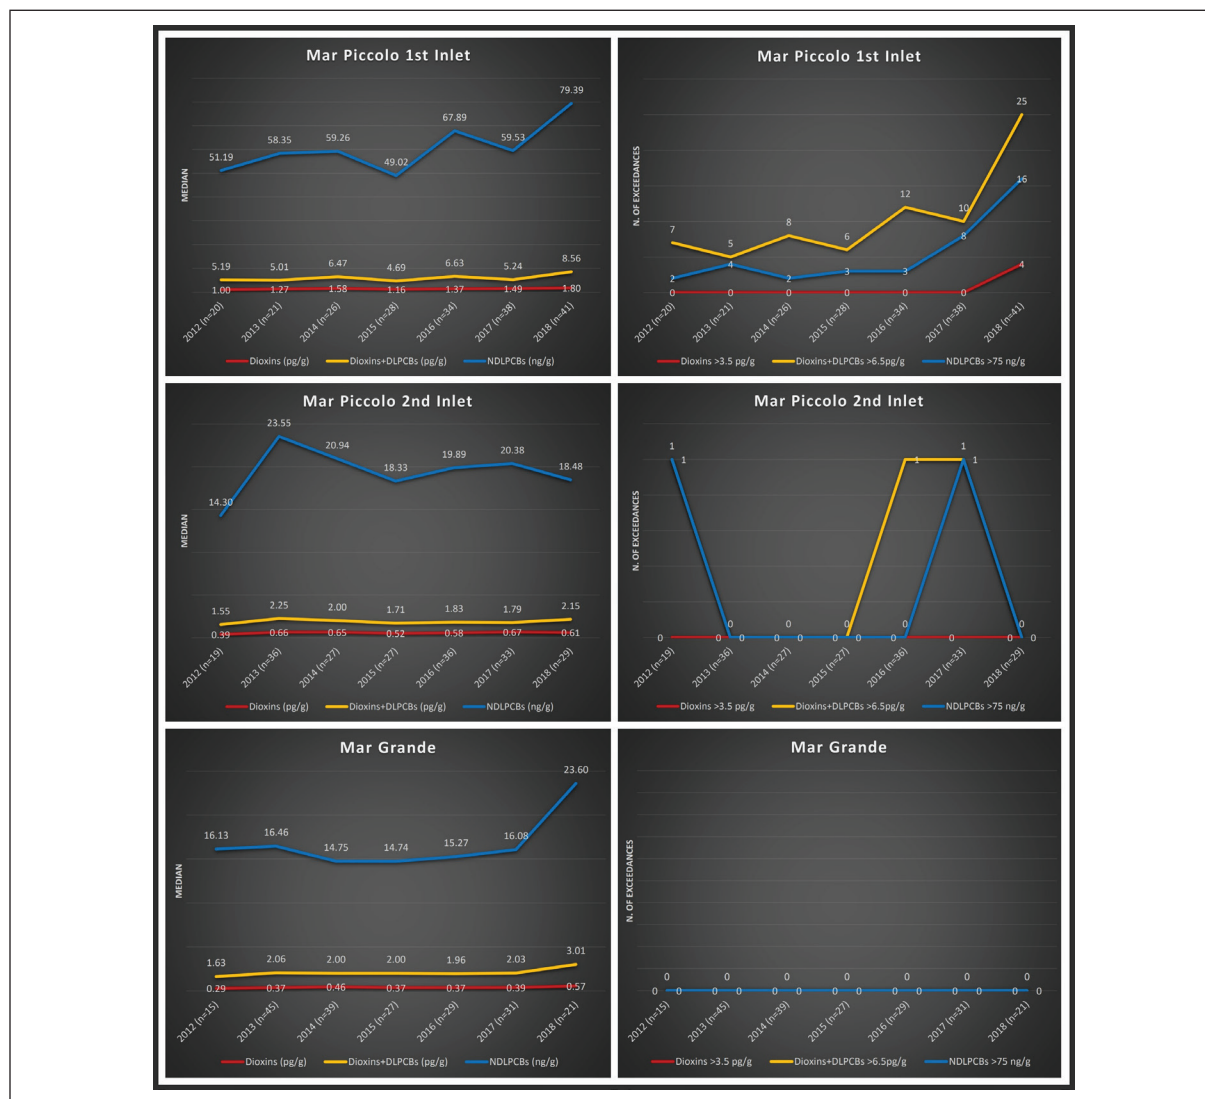 Mar Piccolo 1st Inlet
MEDIAN
51.19 58.35 59.26 49.02 67.89 59.53 79.39
5.19 5.01 6.47 4.69 6.63 5.24 8.56
1.00 1.27 1.58 1.16 1.37 1.49 1.80
2012 (n=20) 2013 (n=21) 2014 (n=26) 2015 (n=28) 2016 (n=34) 2017 (n=38) 2018 (n=41)
Dioxins (pg/g) Dioxins+DLPCBs (pg/g) NDLPCBs (ng/g)
Mar Piccolo 1st Inlet
N. OF EXCEEDANCES
7 5 8 6 12 10 25
2 4 2 3 3 8 16
0 0 0 0 0 0 4
2012 (n=20) 2013 (n=21) 2014 (n=26) 2015 (n=28) 2016 (n=34) 2017 (n=38) 2018 (n=41)
Dioxins >3.5 pg/g Dioxins+DLPCBs >6.5pg/g NDLPCBs >75 ng/g
Mar Piccolo 2nd Inlet
MEDIAN
14.30 23.55 20.94 18.33 19.89 20.38 18.48
1.55 2.25 2.00 1.71 1.83 1.79 2.15
0.39 0.66 0.65 0.52 0.58 0.67 0.61
2012 (n=19) 2013 (n=36) 2014 (n=27) 2015 (n=27) 2016 (n=36) 2017 (n=33) 2018 (n=29)
Dioxins (pg/g) Dioxins+DLPCBs (pg/g) NDLPCBs (ng/g)
Mar Piccolo 2nd Inlet
N. OF EXCEEDANCES
1 1
1 1 1
0 0 0 0 0
0 0 0 0 0 0 0 0 0 0 0
2012 (n=19) 2013 (n=36) 2014 (n=27) 2015 (n=27) 2016 (n=36) 2017 (n=33) 2018 (n=29)
Dioxins >3.5 pg/g Dioxins+DLPCBs >6.5pg/g NDLPCBs >75 ng/g
Mar Grande
MEDIAN
16.13 16.46 14.75 14.74 15.27 16.08 23.60
1.63 2.06 2.00 2.00 1.96 2.03 3.01
0.29 0.37 0.46 0.37 0.37 0.39 0.57
2012 (n=15) 2013 (n=45) 2014 (n=39) 2015 (n=27) 2016 (n=29) 2017 (n=31) 2018 (n=21)
Dioxins (pg/g) Dioxins+DLPCBs (pg/g) NDLPCBs (ng/g)
Mar Grande
N. OF EXCEEDANCES
0 0 0 0 0 0 0
0 0 0 0 0 0 0 0 0 0 0 0 0 0
2012 (n=15) 2013 (n=45) 2014 (n=39) 2015 (n=27) 2016 (n=29) 2017 (n=31) 2018 (n=21)
Dioxins >3.5 pg/g Dioxins+DLPCBs >6.5pg/g NDLPCBs >75 ng/g